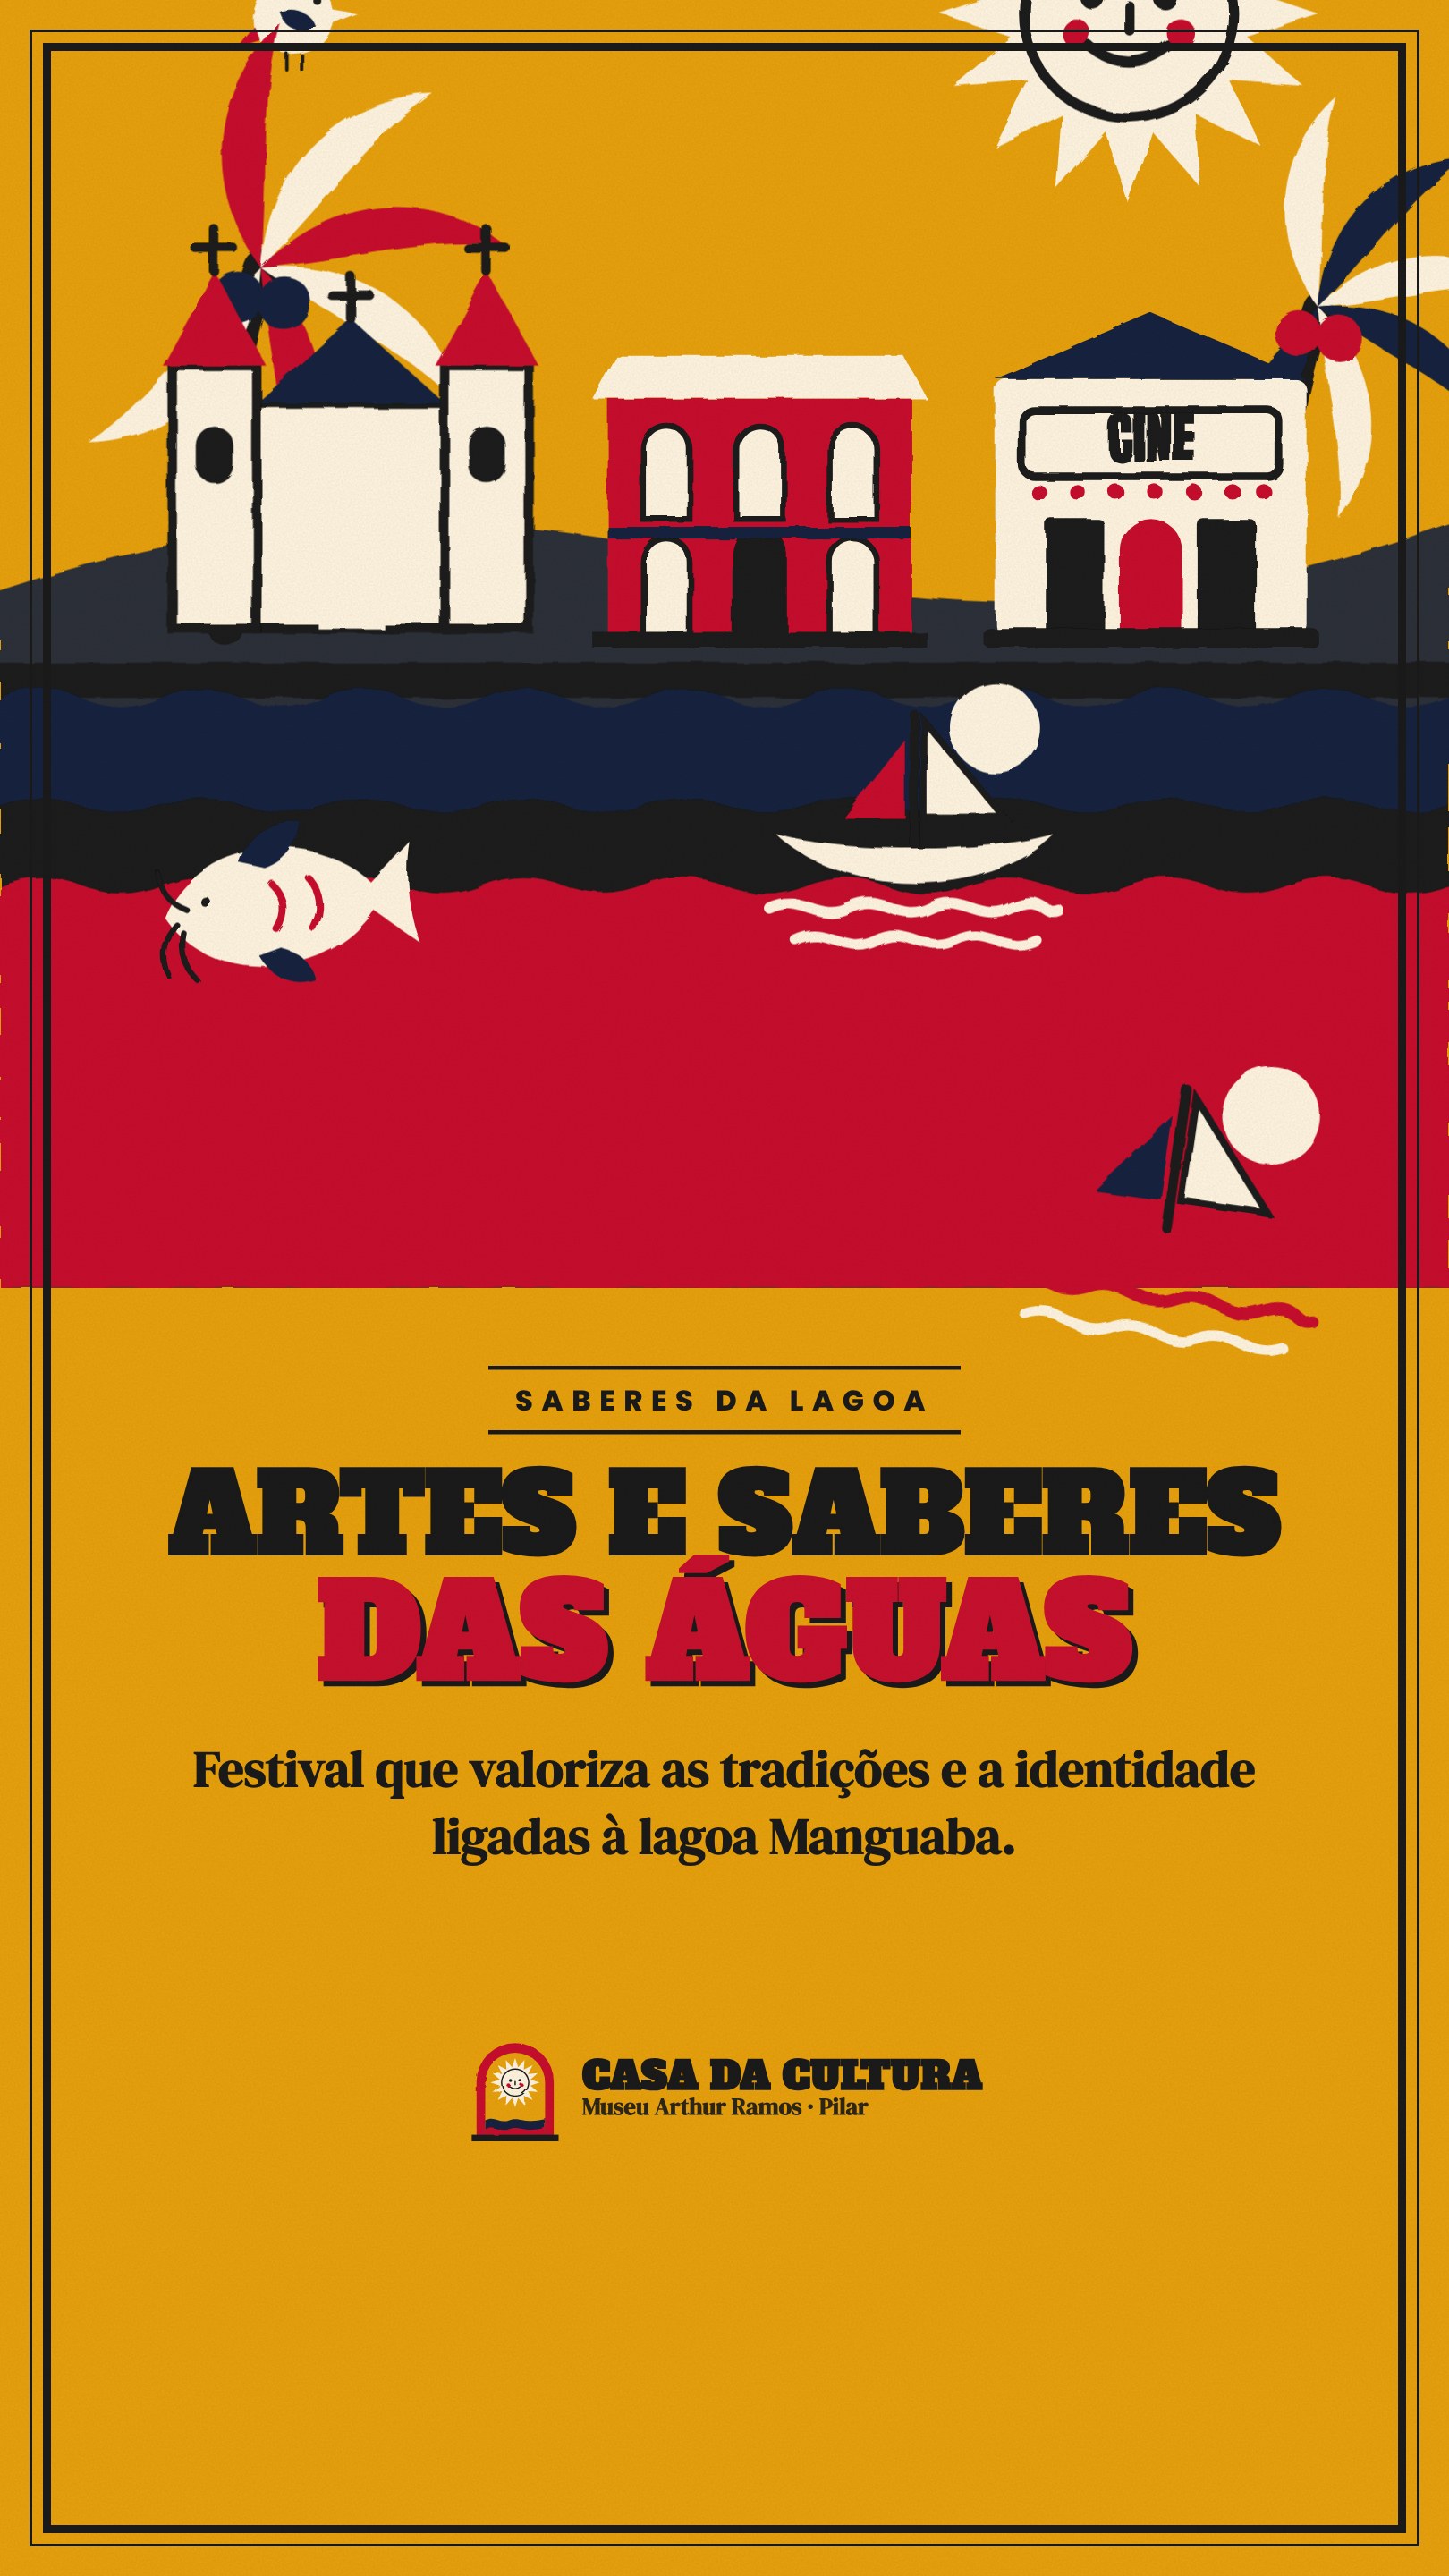 CINE
SABERES DA LAGOA
ARTES E SABERES
DAS ÁGUAS
Festival que valoriza as tradições e a identidade
ligadas à lagoa Manguaba.
CASA DA CULTURA
Museu Arthur Ramos • Pilar